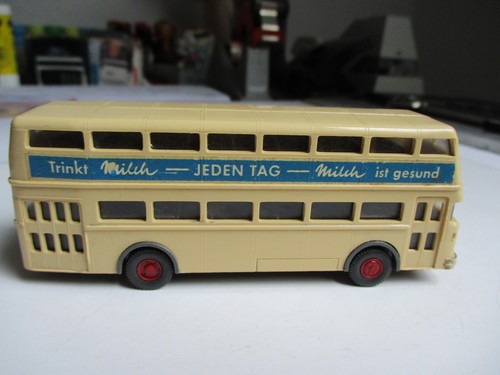 Trinkt Milch — JEDEN TAG — Milch ist gesund